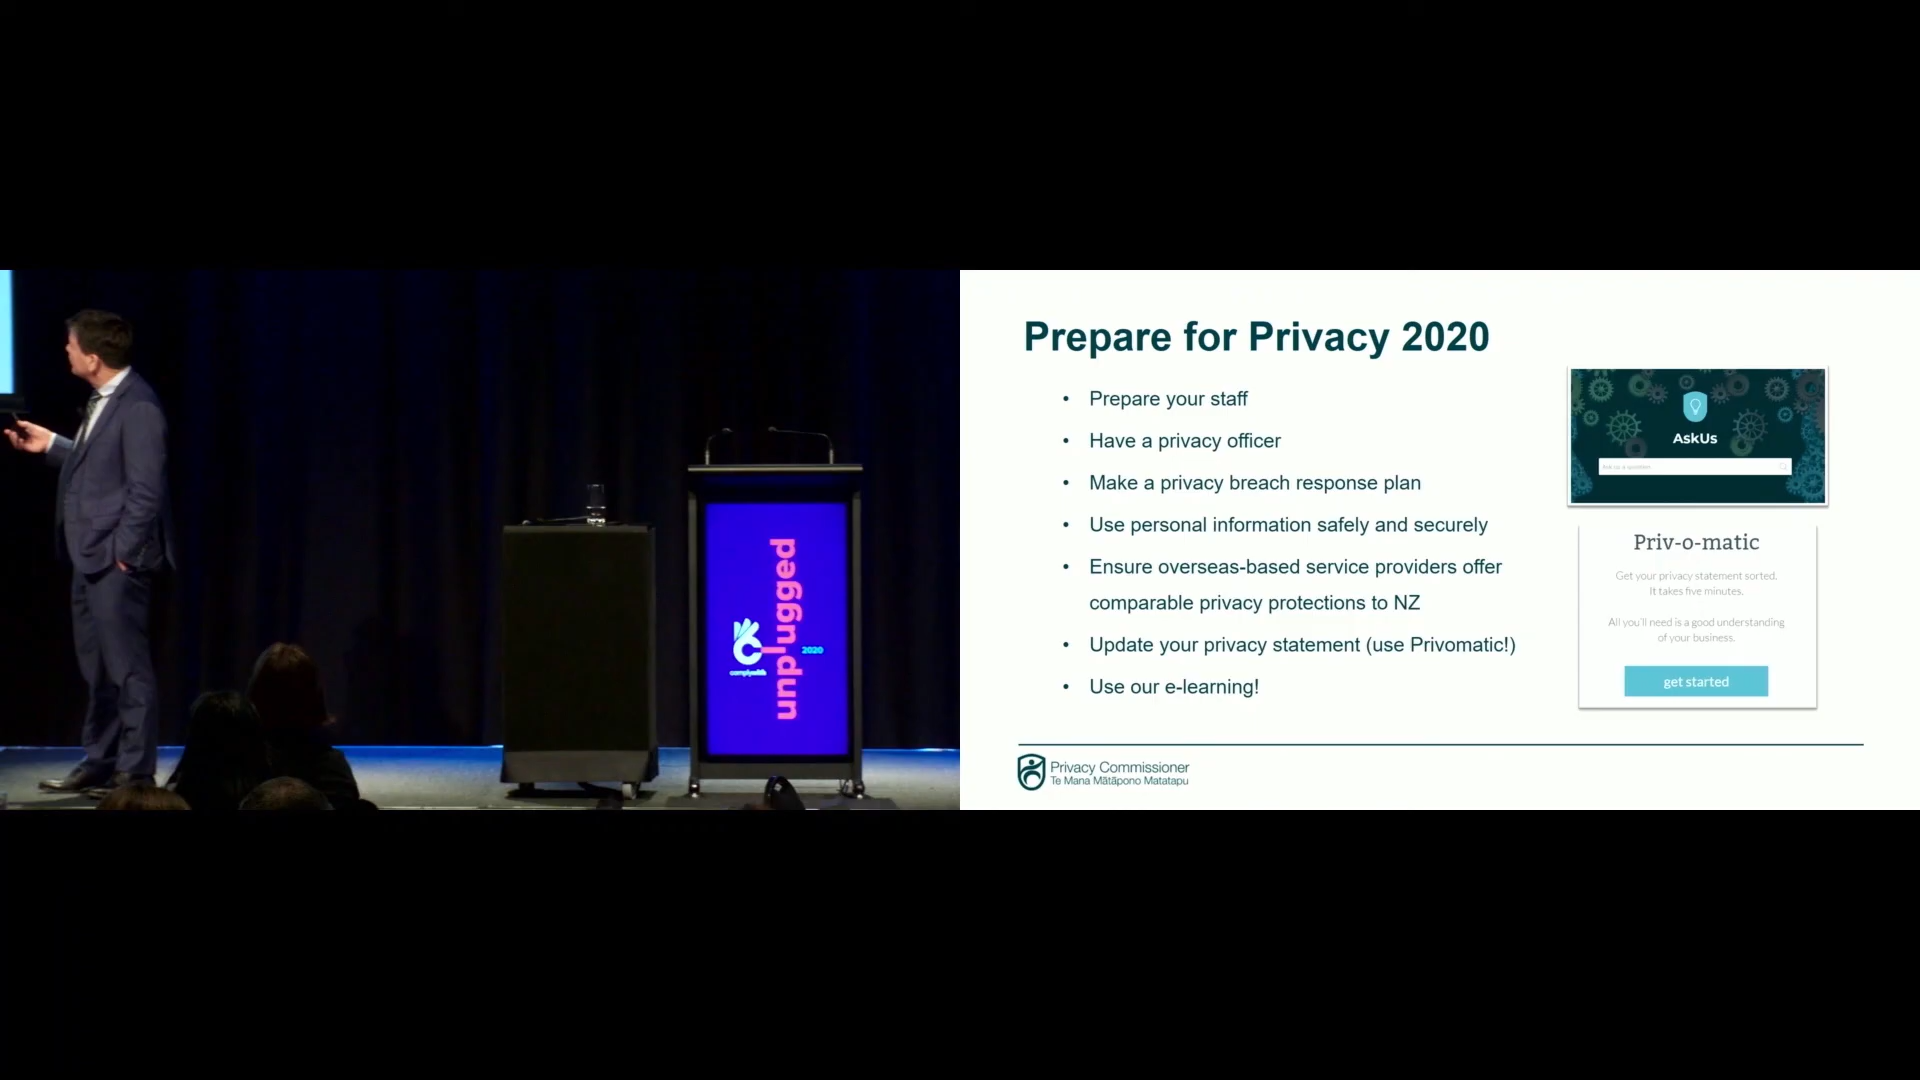 unplugged
2020
complywith
Prepare for Privacy 2020
• Prepare your staff
• Have a privacy officer
• Make a privacy breach response plan
• Use personal information safely and securely
• Ensure overseas-based service providers offer
comparable privacy protections to NZ
• Update your privacy statement (use Privomatic!)
• Use our e-learning!
AskUs
Ask us a question
Priv-o-matic
Get your privacy statement sorted.
It takes five minutes.
All you'll need is a good understanding
of your business.
get started
Privacy Commissioner
Te Mana Mātāpono Matatapu